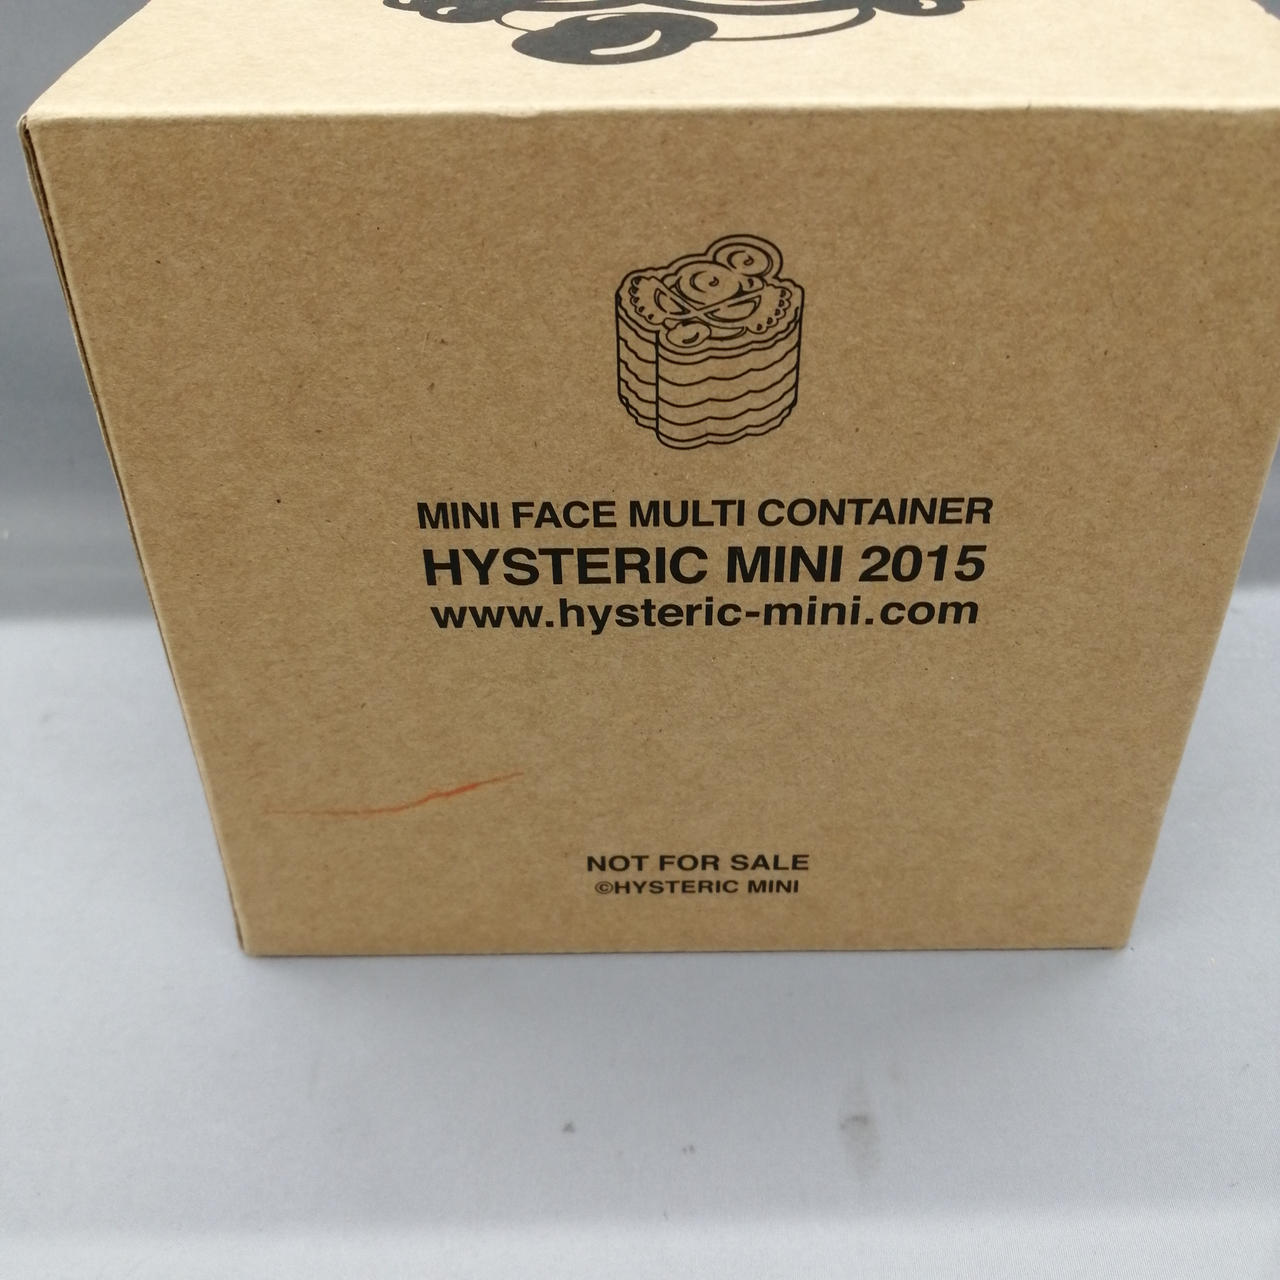 MINI FACE MULTI CONTAINER
HYSTERIC MINI 2015
www.hysteric-mini.com
NOT FOR SALE
©HYSTERIC MINI